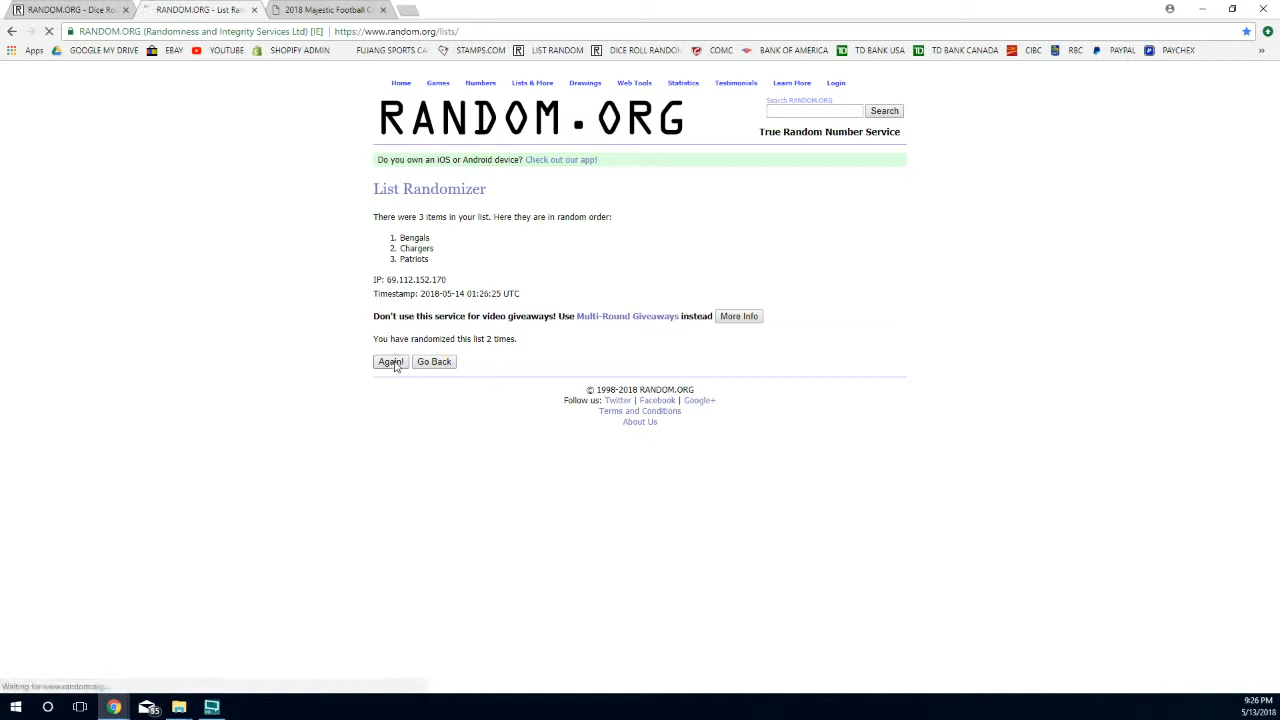 RANDOM.ORG - Dice Ro
RANDOM.ORG - List Ran
2018 Majestic Football C
RANDOM.ORG (Randomness and Integrity Services Ltd) [IE] | https://www.random.org/lists/
Apps GOOGLE MY DRIVE EBAY YOUTUBE SHOPIFY ADMIN FUJANG SPORTS CA STAMPS.COM LIST RANDOM DICE ROLL RANDOM COMC BANK OF AMERICA TD BANK US TD BANK CANADA CIBC RBC PAYPAL PAYCHEX »
Home Games Numbers Lists & More Drawings Web Tools Statistics Testimonials Learn More Login
Search RANDOM.ORG
Search
RANDOM.ORG
True Random Number Service
Do you own an iOS or Android device? Check out our app!
List Randomizer
There were 3 items in your list. Here they are in random order:
1. Bengals
2. Chargers
3. Patriots
IP: 69.112.152.170
Timestamp: 2018-05-14 01:26:25 UTC
Don't use this service for video giveaways! Use Multi-Round Giveaways instead More Info
You have randomized this list 2 times.
Again! Go Back
© 1998-2018 RANDOM.ORG
Follow us: Twitter | Facebook | Google+
Terms and Conditions
About Us
Waiting for www.random.org...
55
9:26 PM
5/13/2018